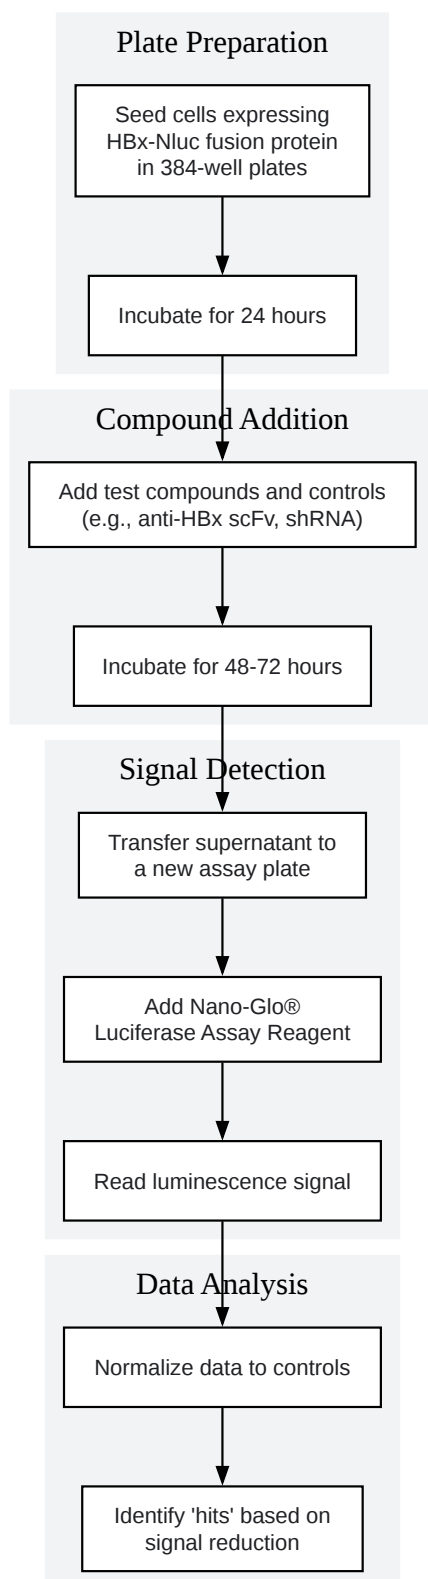 Plate Preparation
Seed cells expressing
HBx-Nluc fusion protein
in 384-well plates
Incubate for 24 hours
Compound Addition
Add test compounds and controls
(e.g., anti-HBx scFv, shRNA)
Incubate for 48-72 hours
Signal Detection
Transfer supernatant to
a new assay plate
Add Nano-Glo®
Luciferase Assay Reagent
Read luminescence signal
Data Analysis
Normalize data to controls
Identify 'hits' based on
signal reduction